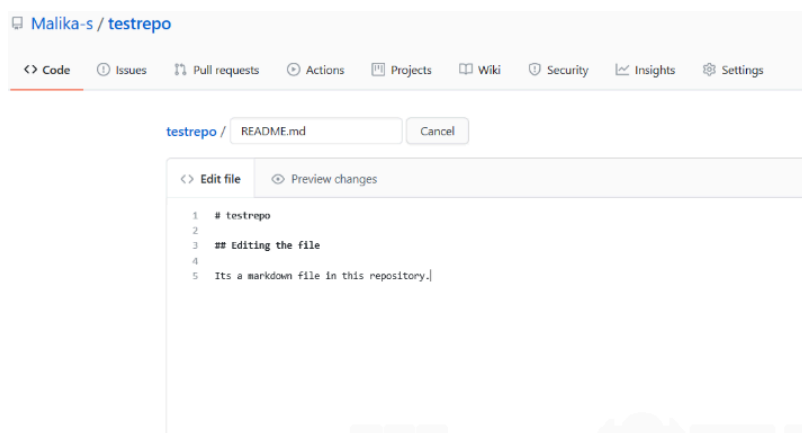 Malika-s / testrepo
<> Code Issues Pull requests Actions Projects Wiki Security Insights Settings
testrepo / README.md Cancel
<> Edit file Preview changes
1 # testrepo
2
3 ## Editing the file
4
5 Its a markdown file in this repository.